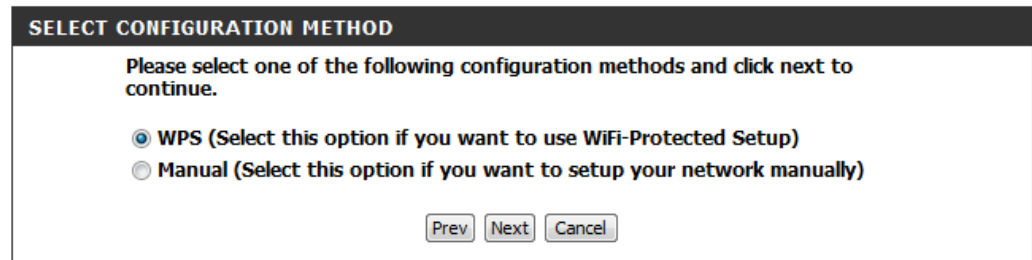 SELECT CONFIGURATION METHOD
Please select one of the following configuration methods and click next to
continue.
WPS (Select this option if you want to use WiFi-Protected Setup)
Manual (Select this option if you want to setup your network manually)
Prev Next Cancel